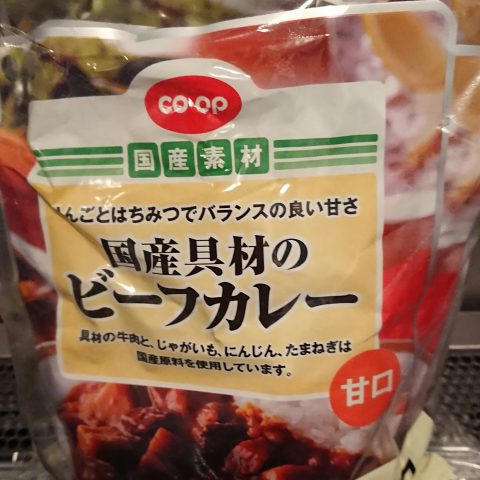 CO・OP
国産素材
んごとはちみつでバランスの良い甘さ
国産具材の
ビーフカレー
具材の牛肉と、じゃがいも、にんじん、たまねぎは
国産原料を使用しています。
甘口